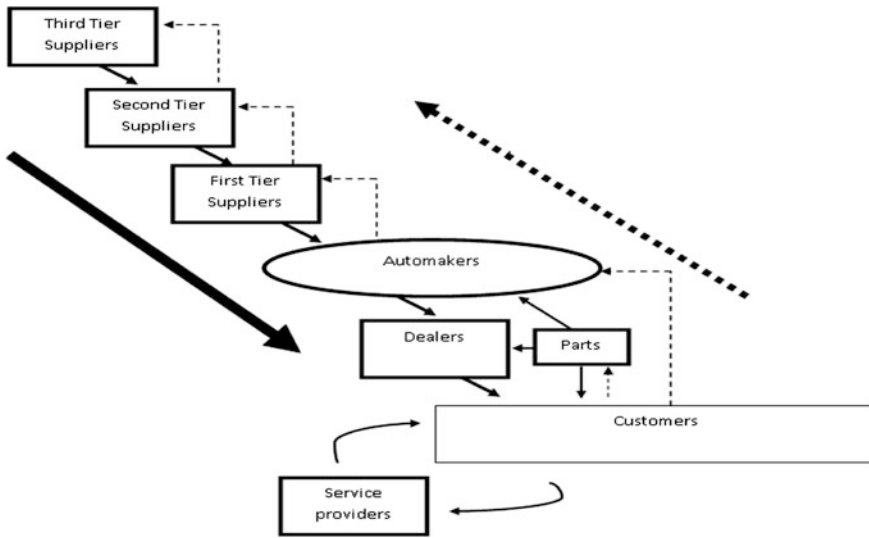 Third Tier
Suppliers
Second Tier
Suppliers
First Tier
Suppliers
Automakers
Dealers
Parts
Customers
Service
providers